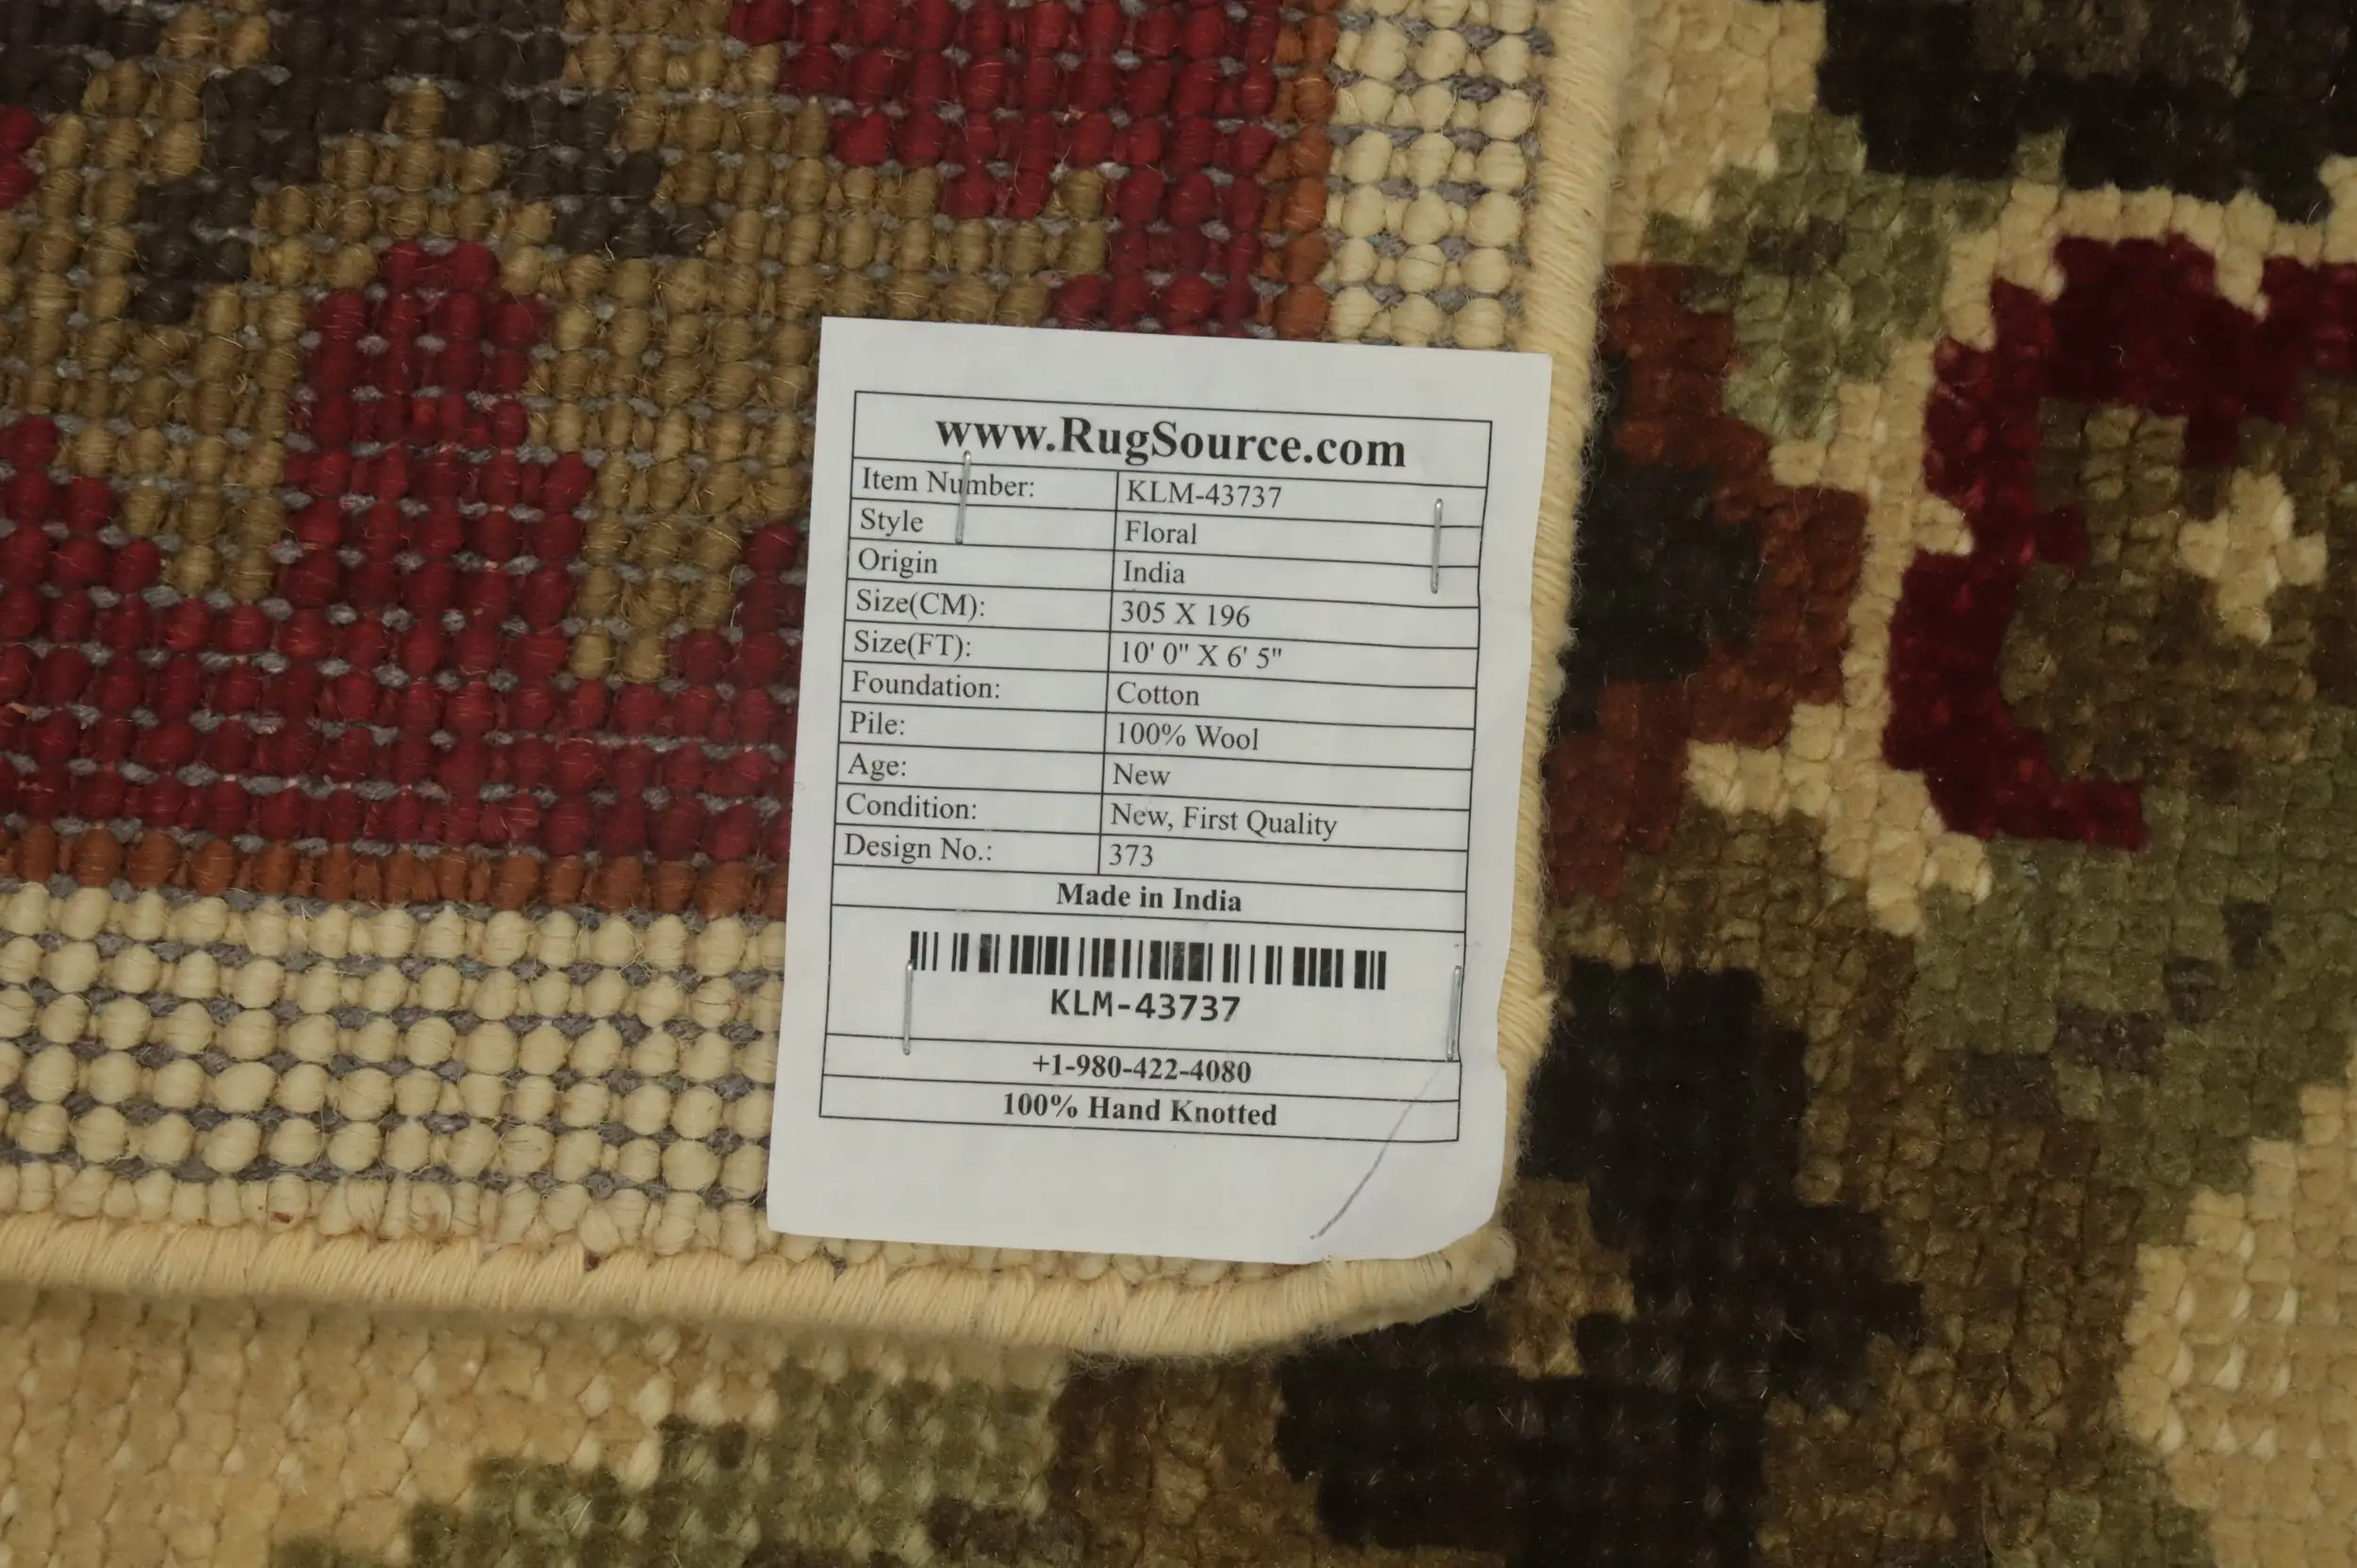 www.RugSource.com
Item Number: KLM-43737
Style Floral
Origin India
Size(CM): 305 X 196
Size(FT): 10' 0" X 6' 5"
Foundation: Cotton
Pile: 100% Wool
Age: New
Condition: New, First Quality
Design No.: 373
Made in India
KLM-43737
+1-980-422-4080
100% Hand Knotted